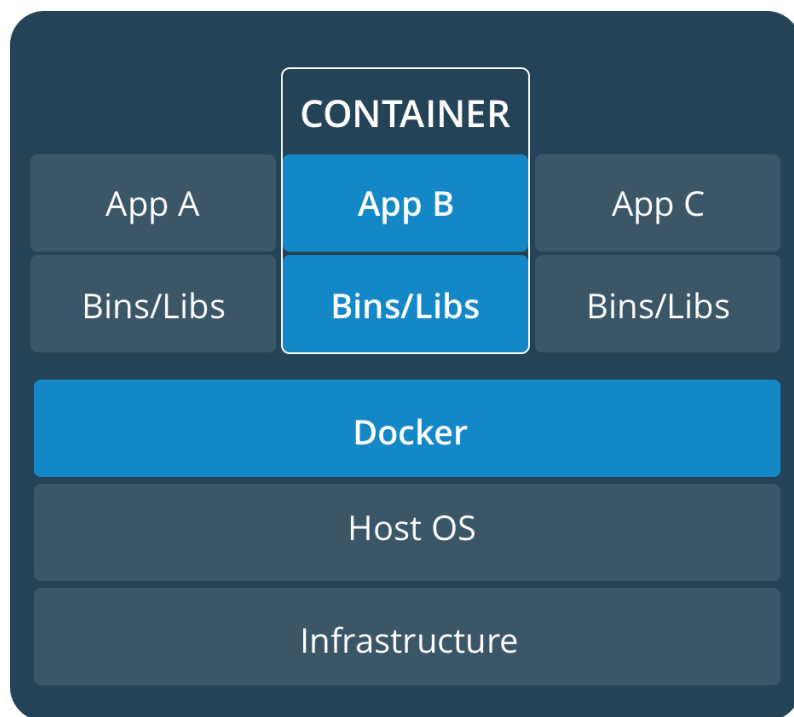 CONTAINER
App A App B App C
Bins/Libs Bins/Libs Bins/Libs
Docker
Host OS
Infrastructure